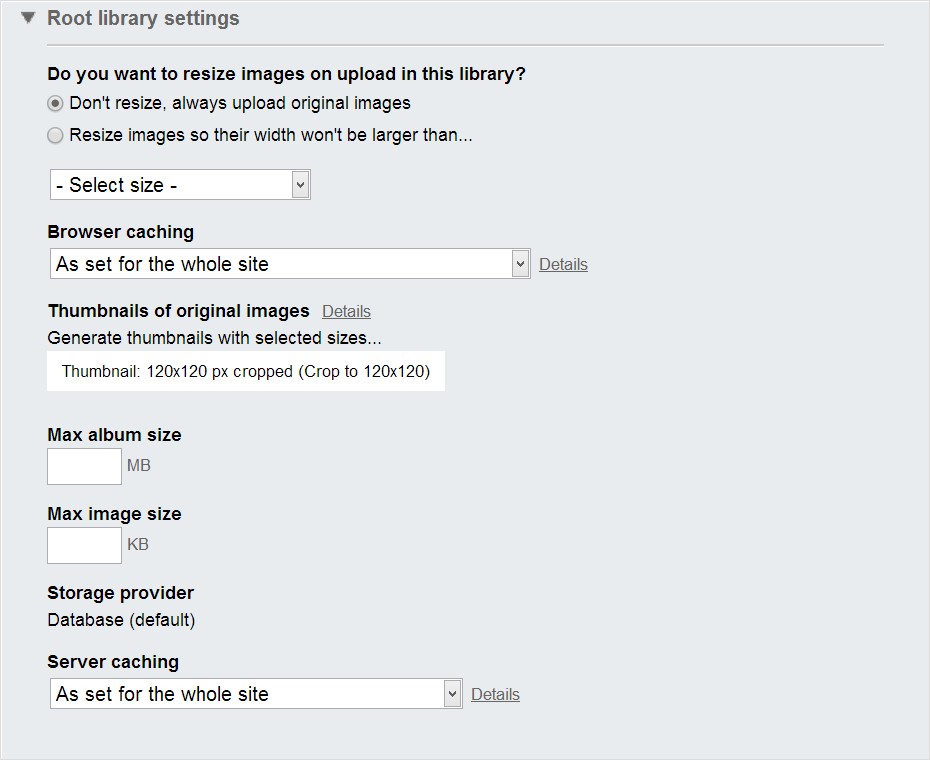 Root library settings
Do you want to resize images on upload in this library?
Don't resize, always upload original images
Resize images so their width won't be larger than...
- Select size -
Browser caching
As set for the whole site Details
Thumbnails of original images Details
Generate thumbnails with selected sizes...
Thumbnail: 120x120 px cropped (Crop to 120x120)
Max album size
MB
Max image size
KB
Storage provider
Database (default)
Server caching
As set for the whole site Details